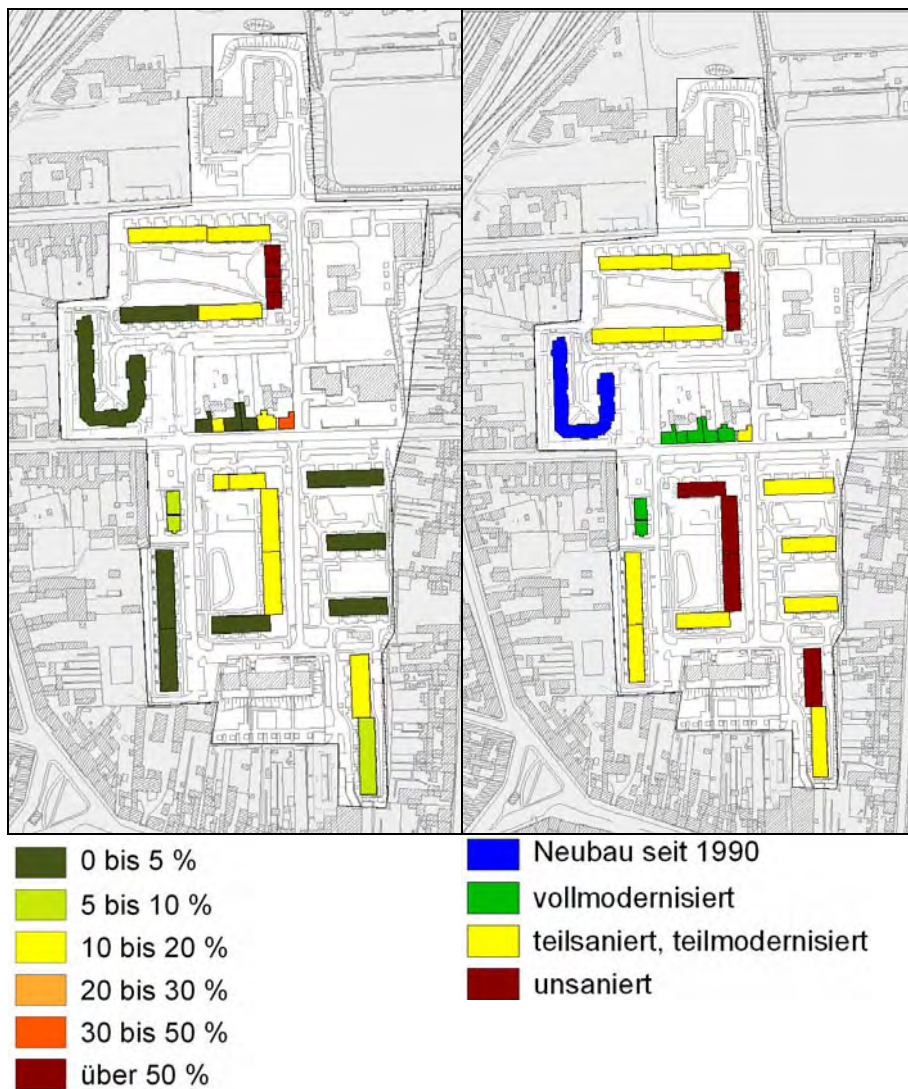 0 bis 5 %
5 bis 10 %
10 bis 20 %
20 bis 30 %
30 bis 50 %
über 50 %
Neubau seit 1990
vollmodernisiert
teilsaniert, teilmodernisiert
unsaniert